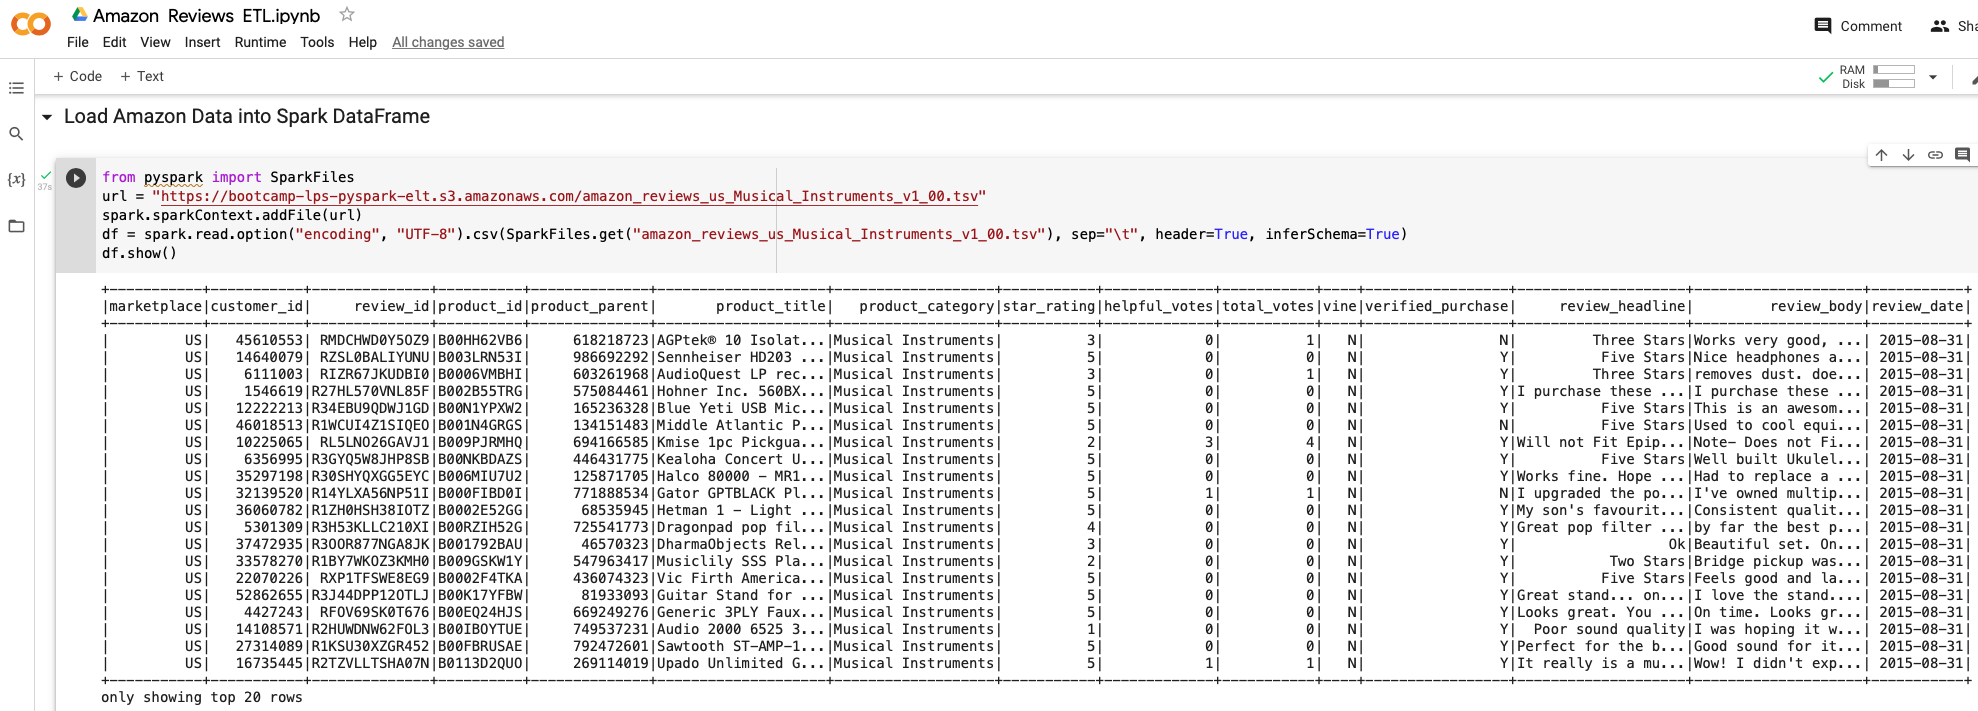 Amazon Reviews ETL.ipynb
File Edit View Insert Runtime Tools Help All changes saved
Comment
+ Code + Text
RAM
Disk
Load Amazon Data into Spark DataFrame
{x}
37s
from pyspark import SparkFiles
url = "https://bootcamp-lps-pyspark-elt.s3.amazonaws.com/amazon_reviews_us_Musical_Instruments_v1_00.tsv"
spark.sparkContext.addFile(url)
df = spark.read.option("encoding", "UTF-8").csv(SparkFiles.get("amazon_reviews_us_Musical_Instruments_v1_00.tsv"), sep="\t", header=True, inferSchema=True)
df.show()
|marketplace|customer_id| review_id|product_id|product_parent| product_title| product_category|star_rating|helpful_votes|total_votes|vine|verified_purchase| review_headline| review_body|review_date|
| US| 45610553| RMDCHWD0Y5OZ9|B00HH62VB6| 618218723|AGPtek® 10 Isolat...|Musical Instruments| 3| 0| 1| N| N| Three Stars|Works very good, ...| 2015-08-31|
| US| 14640079| RZSL0BALIYUNU|B003LRN53I| 986692292|Sennheiser HD203 ...|Musical Instruments| 5| 0| 0| N| Y| Five Stars|Nice headphones a...| 2015-08-31|
| US| 6111003| RIZR67JKUDBI0|B0006VMBHI| 603261968|AudioQuest LP rec...|Musical Instruments| 3| 0| 1| N| Y| Three Stars|removes dust. doe...| 2015-08-31|
| US| 1546619|R27HL570VNL85F|B002B55TRG| 575084461|Hohner Inc. 560BX...|Musical Instruments| 5| 0| 0| N| Y|I purchase these ...|I purchase these ...| 2015-08-31|
| US| 12222213|R34EBU9QDWJ1GD|B00N1YPXW2| 165236328|Blue Yeti USB Mic...|Musical Instruments| 5| 0| 0| N| Y| Five Stars|This is an awesom...| 2015-08-31|
| US| 46018513|R1WCUI4Z1SIQEO|B001N4GRGS| 134151483|Middle Atlantic P...|Musical Instruments| 5| 0| 0| N| N| Five Stars|Used to cool equi...| 2015-08-31|
| US| 10225065| RL5LNO26GAVJ1|B009PJRMHQ| 694166585|Kmise 1pc Pickgua...|Musical Instruments| 2| 3| 4| N| Y|Will not Fit Epip...|Note- Does not Fi...| 2015-08-31|
| US| 6356995|R3GYQ5W8JHP8SB|B00NKBDAZS| 446431775|Kealoha Concert U...|Musical Instruments| 5| 0| 0| N| Y| Five Stars|Well built Ukulel...| 2015-08-31|
| US| 35297198|R30SHYQXGG5EYC|B006MIU7U2| 125871705|Halco 80000 - MR1...|Musical Instruments| 5| 0| 0| N| Y|Works fine. Hope ...|Had to replace a ...| 2015-08-31|
| US| 32139520|R14YLXA56NP51I|B000FIBD0I| 771888534|Gator GPTBLACK Pl...|Musical Instruments| 5| 1| 1| N| N|I upgraded the po...|I've owned multip...| 2015-08-31|
| US| 36060782|R1ZH0HSH38IOTZ|B0002E52GG| 68535945|Hetman 1 - Light ...|Musical Instruments| 5| 0| 0| N| Y|My son's favourit...|Consistent qualit...| 2015-08-31|
| US| 5301309|R3H53KLLC210XI|B00RZIH52G| 725541773|Dragonpad pop fil...|Musical Instruments| 4| 0| 0| N| Y|Great pop filter ...|by far the best p...| 2015-08-31|
| US| 37472935|R3OOR877NGA8JK|B001792BAU| 46570323|DharmaObjects Rel...|Musical Instruments| 3| 0| 0| N| Y| Ok|Beautiful set. On...| 2015-08-31|
| US| 33578270|R1BY7WKOZ3KMH0|B009GSKW1Y| 547963417|Musiclily SSS Pla...|Musical Instruments| 2| 0| 0| N| Y| Two Stars|Bridge pickup was...| 2015-08-31|
| US| 22070226| RXP1TFSWE8EG9|B0002F4TKA| 436074323|Vic Firth America...|Musical Instruments| 5| 0| 0| N| Y| Five Stars|Feels good and la...| 2015-08-31|
| US| 52862655|R3J44DPP12OTLJ|B00K17YFBW| 81933093|Guitar Stand for ...|Musical Instruments| 5| 0| 0| N| Y|Great stand... on...|I love the stand....| 2015-08-31|
| US| 4427243| RFOV69SK0T676|B00EQ24HJS| 669249276|Generic 3PLY Faux...|Musical Instruments| 5| 0| 0| N| Y|Looks great. You ...|On time. Looks gr...| 2015-08-31|
| US| 14108571|R2HUWDNW62FOL3|B00IBOYTUE| 749537231|Audio 2000 6525 3...|Musical Instruments| 1| 0| 0| N| Y| Poor sound quality|I was hoping it w...| 2015-08-31|
| US| 27314089|R1KSU30XZGR452|B00FBRUSAE| 792472601|Sawtooth ST-AMP-1...|Musical Instruments| 5| 0| 0| N| Y|Perfect for the b...|Good sound for it...| 2015-08-31|
| US| 16735445|R2TZVLLTSHA07N|B0113D2QUO| 269114019|Upado Unlimited G...|Musical Instruments| 5| 1| 1| N| Y|It really is a mu...|Wow! I didn't exp...| 2015-08-31|
only showing top 20 rows